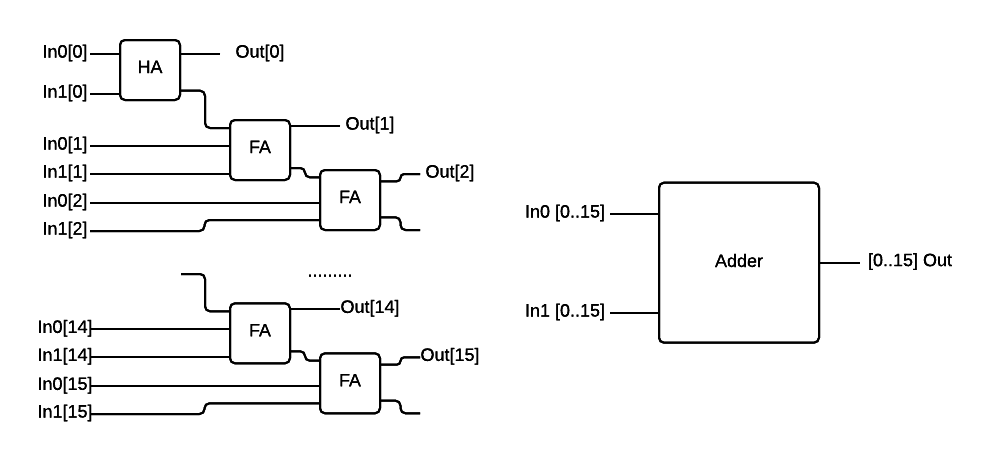 In0[0]
Out[0]
HA
In1[0]
Out[1]
In0[1]
FA
In1[1]
Out[2]
In0[2]
FA
In1[2]
.........
Out[14]
In0[14]
FA
In1[14]
Out[15]
In0[15]
FA
In1[15]
In0 [0..15]
Adder
[0..15] Out
In1 [0..15]